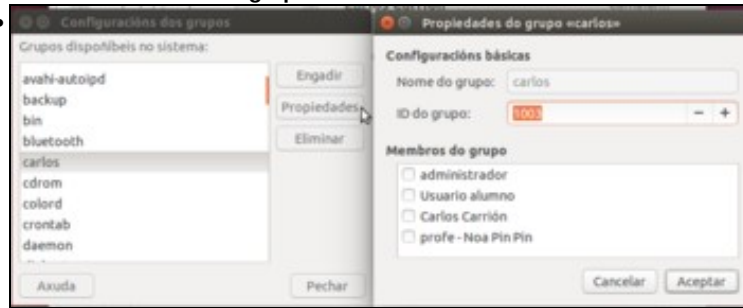 Configuracións dos grupos
Grupos dispoñíbeis no sistema:
avahi-autoipd
backup
bin
bluetooth
carlos
cdrom
colord
crontab
daemon
Engadir
Propiedades
Eliminar
Axuda
Pechar
Propiedades do grupo «carlos»
Configuracións básicas
Nome do grupo: carlos
ID do grupo: 1003 - +
Membros do grupo
administrador
Usuario alumno
Carlos Carrión
profe - Noa Pin Pin
Cancelar
Aceptar